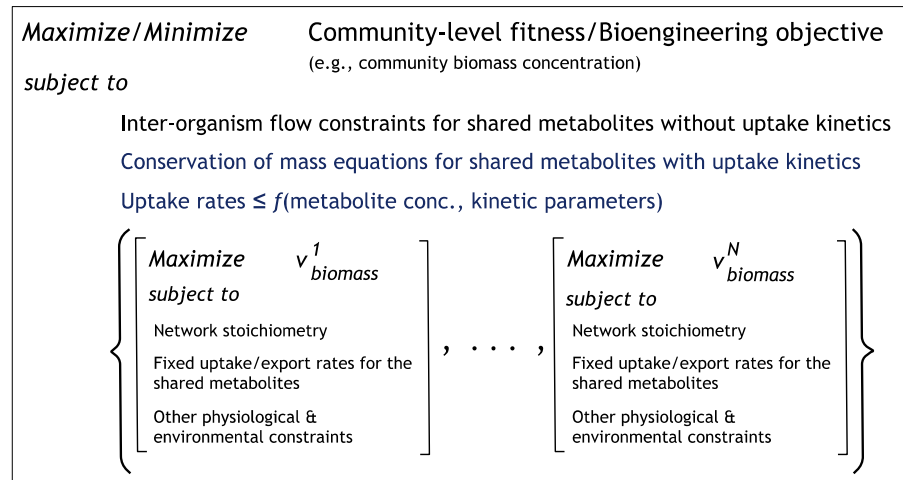 Maximize/Minimize Community-level fitness/Bioengineering objective
(e.g., community biomass concentration)
subject to
Inter-organism flow constraints for shared metabolites without uptake kinetics
Conservation of mass equations for shared metabolites with uptake kinetics
Uptake rates ≤ f(metabolite conc., kinetic parameters)
Maximize v^1_biomass
subject to
Network stoichiometry
Fixed uptake/export rates for the
shared metabolites
Other physiological &
environmental constraints
, . . . ,
Maximize v^N_biomass
subject to
Network stoichiometry
Fixed uptake/export rates for the
shared metabolites
Other physiological &
environmental constraints